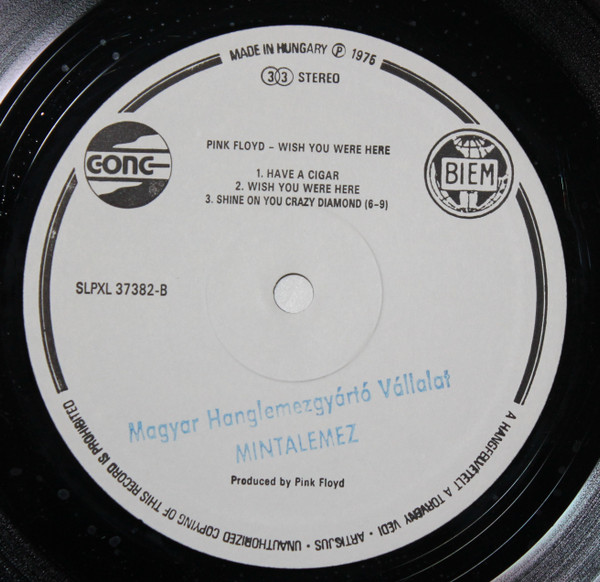 MADE IN HUNGARY Ⓟ 1975
33 STEREO
GONG
BIEM
PINK FLOYD – WISH YOU WERE HERE
1. HAVE A CIGAR
2. WISH YOU WERE HERE
3. SHINE ON YOU CRAZY DIAMOND (6–9)
SLPXL 37382-B
Magyar Hanglemezgyártó Vállalat
MINTALEMEZ
Produced by Pink Floyd
A HANGFELVÉTELT A TÖRVÉNY VÉDI • ARTISJUS • UNAUTHORIZED COPYING OF THIS RECORD IS PROHIBITED